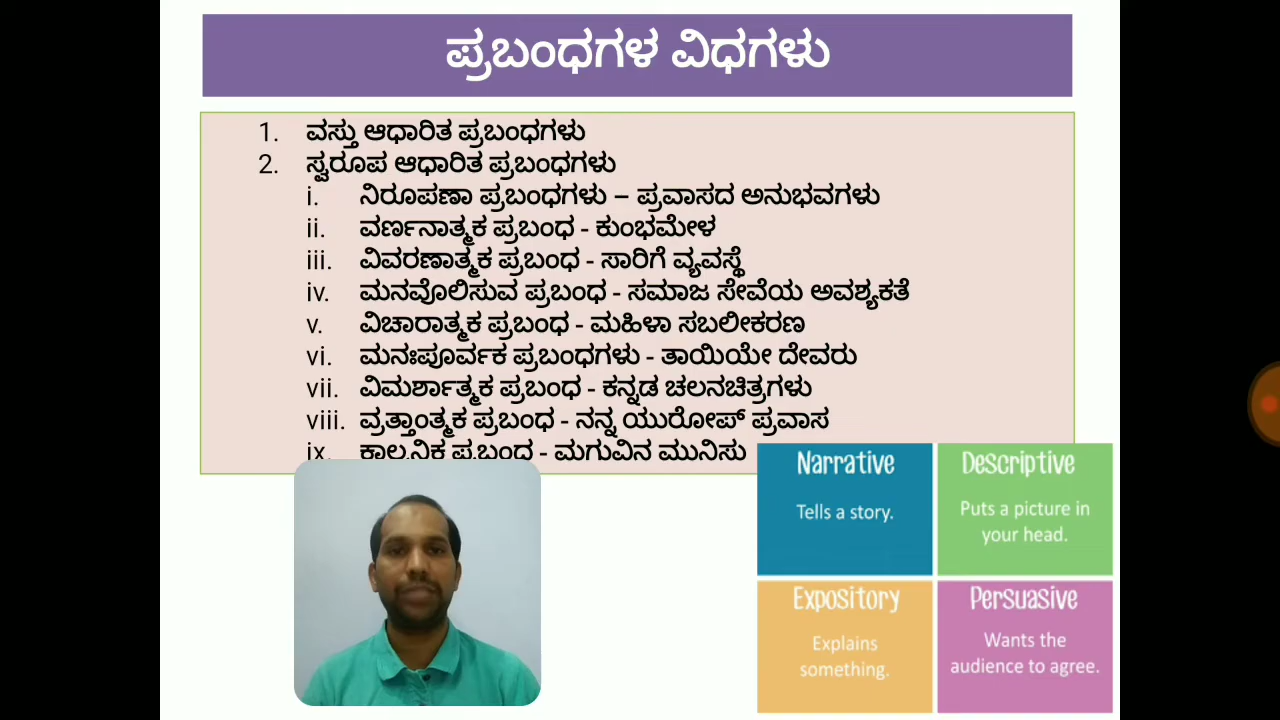 ಪ್ರಬಂಧಗಳ ವಿಧಗಳು
1. ವಸ್ತು ಆಧಾರಿತ ಪ್ರಬಂಧಗಳು
2. ಸ್ವರೂಪ ಆಧಾರಿತ ಪ್ರಬಂಧಗಳು
i. ನಿರೂಪಣಾ ಪ್ರಬಂಧಗಳು – ಪ್ರವಾಸದ ಅನುಭವಗಳು
ii. ವರ್ಣನಾತ್ಮಕ ಪ್ರಬಂಧ - ಕುಂಭಮೇಳ
iii. ವಿವರಣಾತ್ಮಕ ಪ್ರಬಂಧ - ಸಾರಿಗೆ ವ್ಯವಸ್ಥೆ
iv. ಮನವೊಲಿಸುವ ಪ್ರಬಂಧ - ಸಮಾಜ ಸೇವೆಯ ಅವಶ್ಯಕತೆ
v. ವಿಚಾರಾತ್ಮಕ ಪ್ರಬಂಧ - ಮಹಿಳಾ ಸಬಲೀಕರಣ
vi. ಮನಃಪೂರ್ವಕ ಪ್ರಬಂಧಗಳು - ತಾಯಿಯೇ ದೇವರು
vii. ವಿಮರ್ಶಾತ್ಮಕ ಪ್ರಬಂಧ - ಕನ್ನಡ ಚಲನಚಿತ್ರಗಳು
viii. ವ್ರತ್ತಾಂತ್ಮಕ ಪ್ರಬಂಧ - ನನ್ನ ಯುರೋಪ್ ಪ್ರವಾಸ
ix. ಕಾಲ್ಪನಿಕ ಪ್ರಬಂಧ - ಮಗುವಿನ ಮುನಿಸು
Narrative
Tells a story.
Descriptive
Puts a picture in
your head.
Expository
Explains
something.
Persuasive
Wants the
audience to agree.